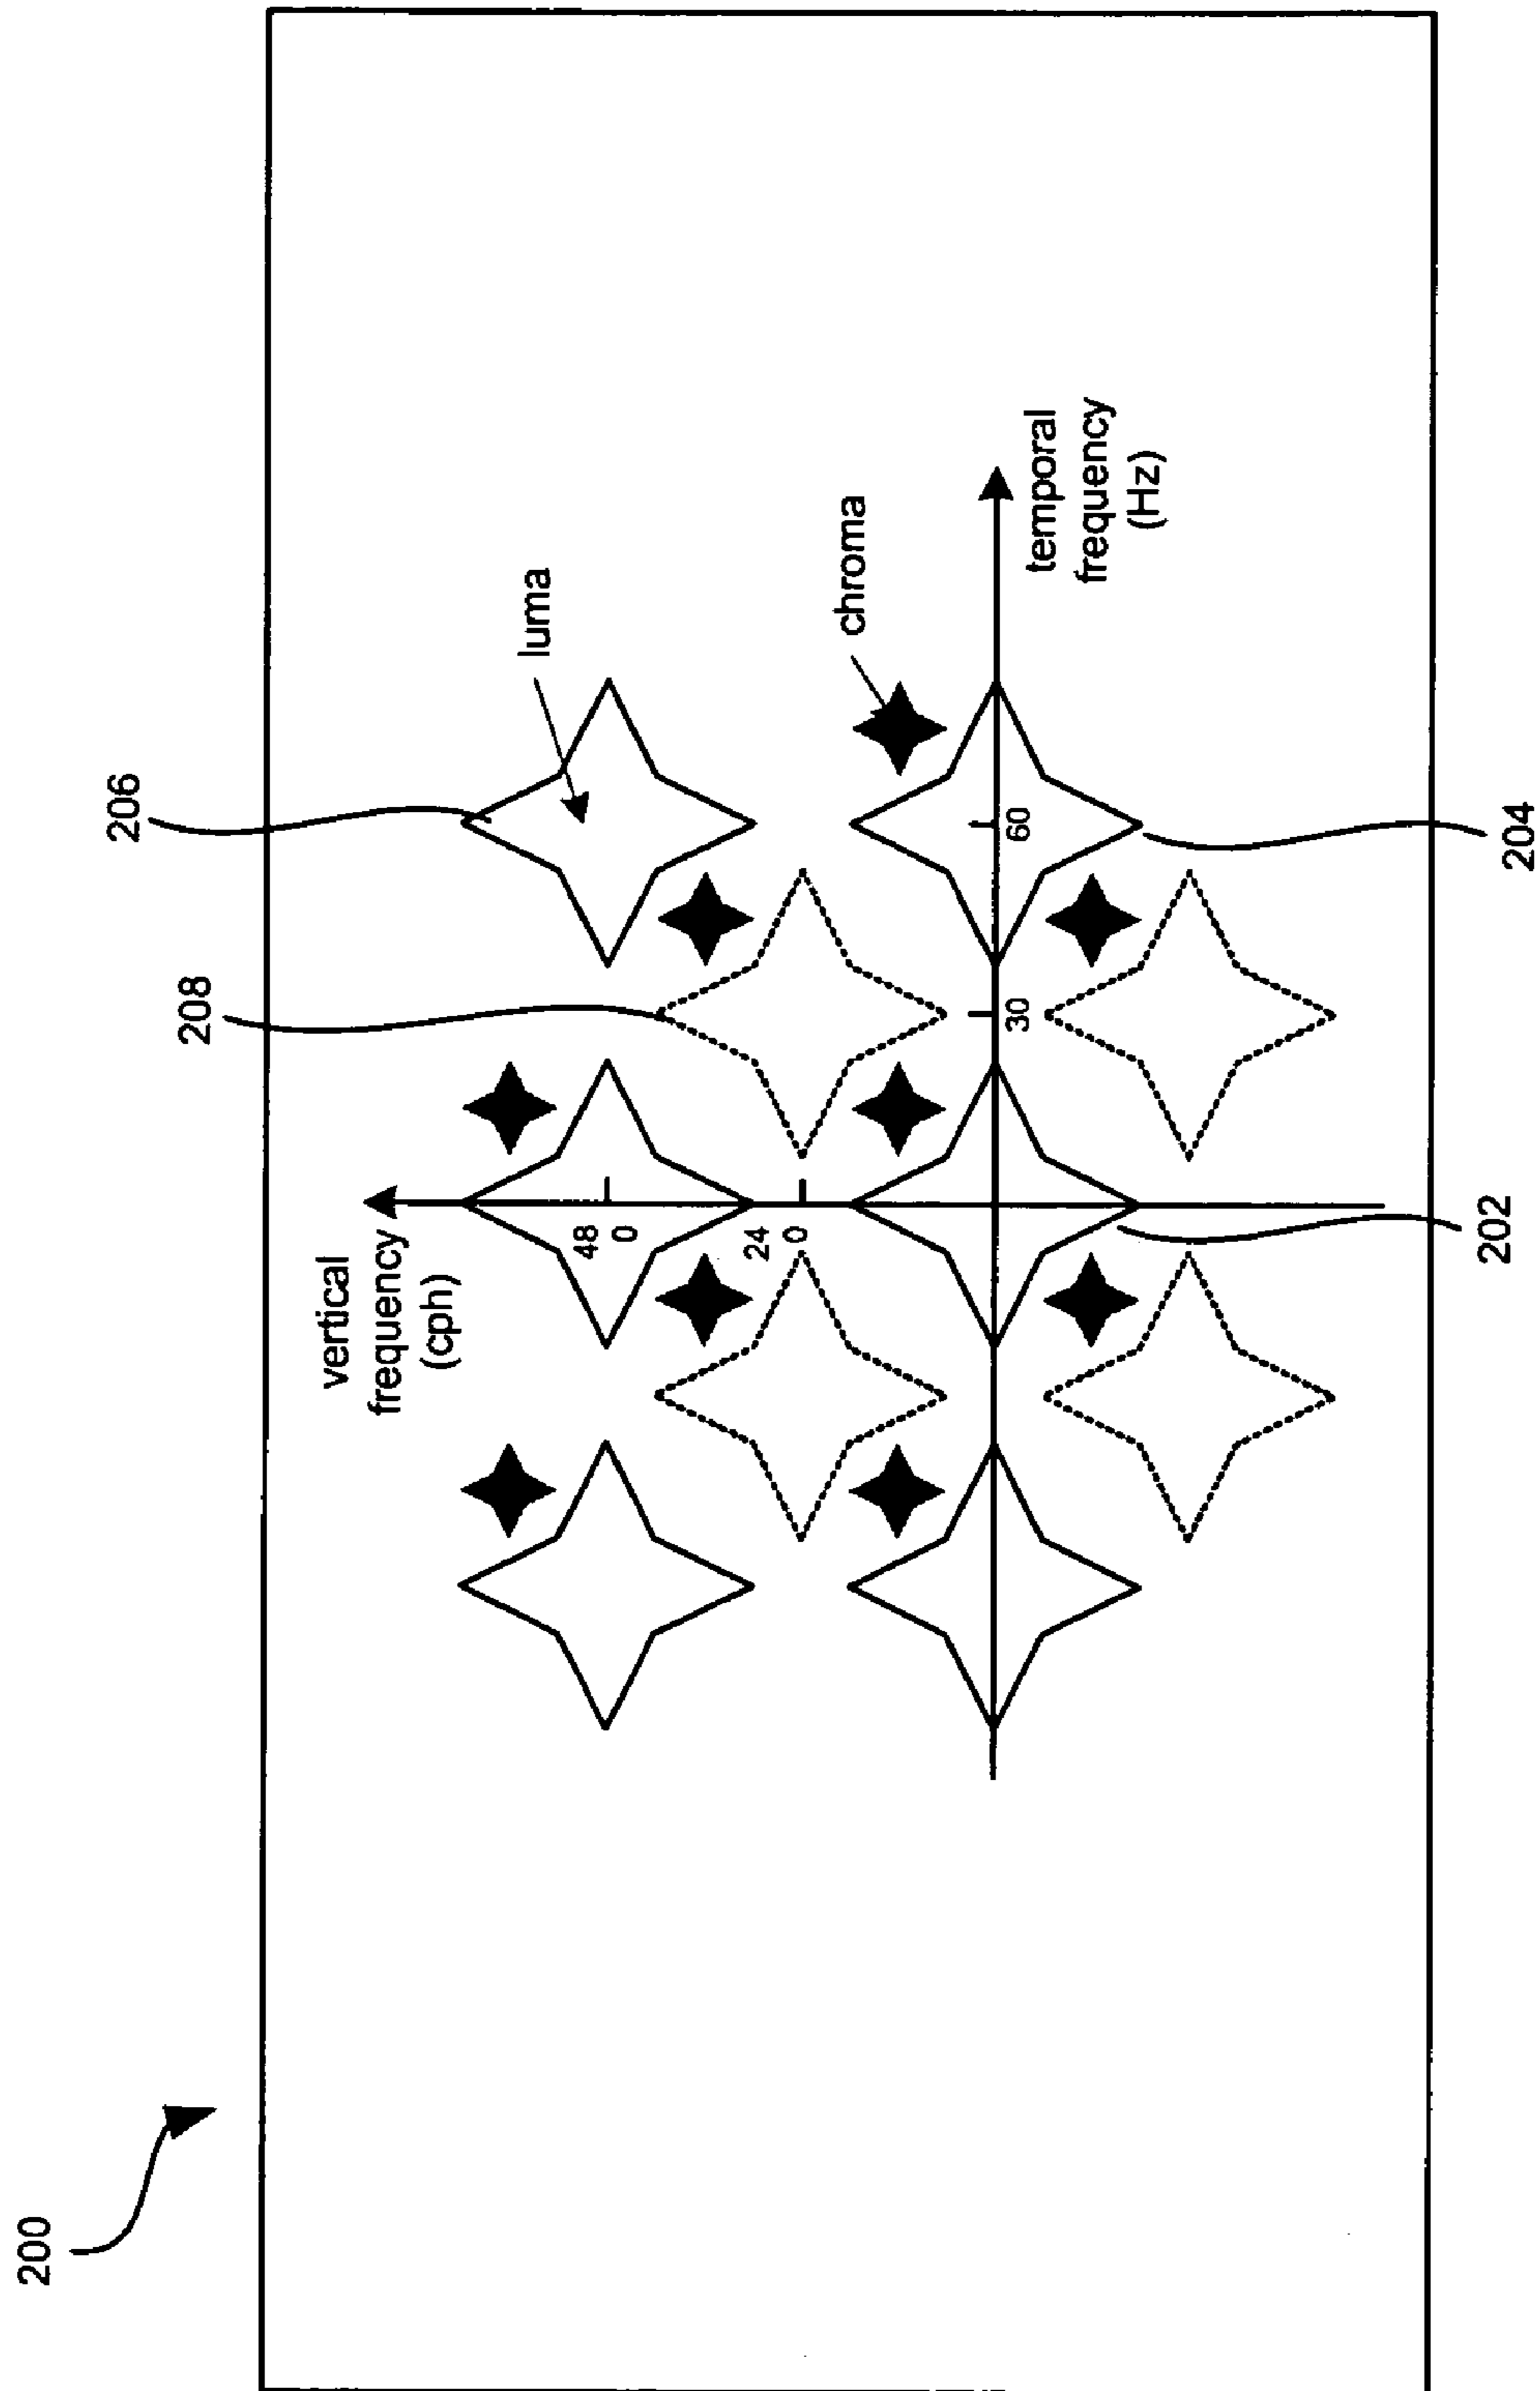 200
206
208
vertical
frequency
(cph)
48
0
24
0
luma
chroma
30
60
temporal
frequency
(Hz)
202
204